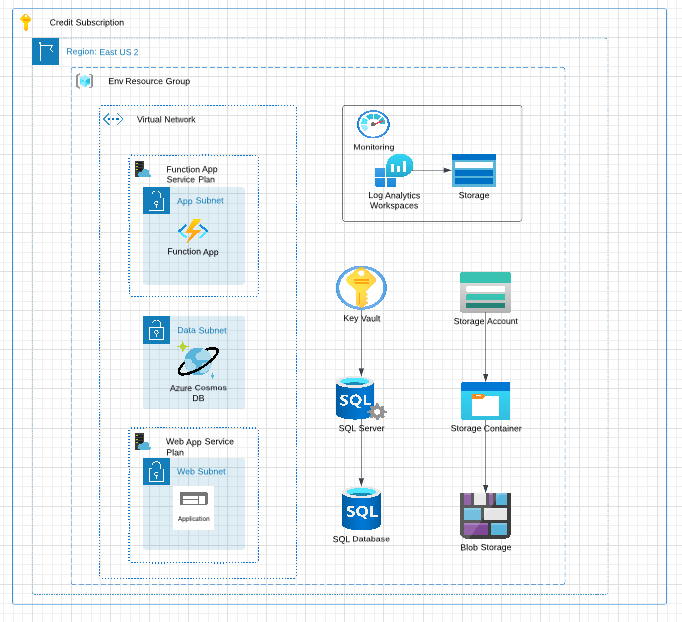 Credit Subscription
Region: East US 2
Env Resource Group
Virtual Network
Function App
Service Plan
App Subnet
Function App
Data Subnet
Azure Cosmos
DB
Web App Service
Plan
Web Subnet
Application
Monitoring
Log Analytics
Workspaces
Storage
Key Vault
Storage Account
SQL
SQL Server
Storage Container
SQL
SQL Database
Blob Storage